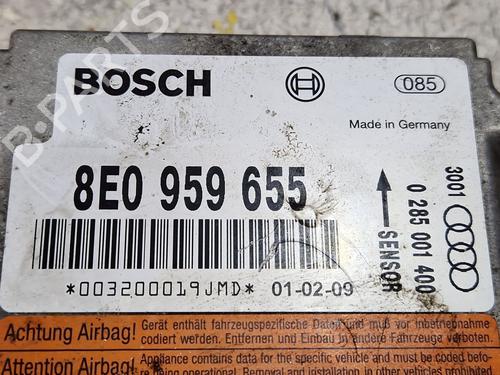 BOSCH
085
Made in Germany
8E0 959 655
SENSOR
0 285 001 400
3001
*003200019JMD*
01-02-09
Achtung Airbag!
Gerät enthält fahrzeugspezifische Daten und muß vor Inbetriebnahme
codiert werden. Entfernen und Einbau in andere Fahrzeuge verboten.
Attention Airbag!
Appliance contains data for the specific vehicle and must be coded befo-
B-PARTS